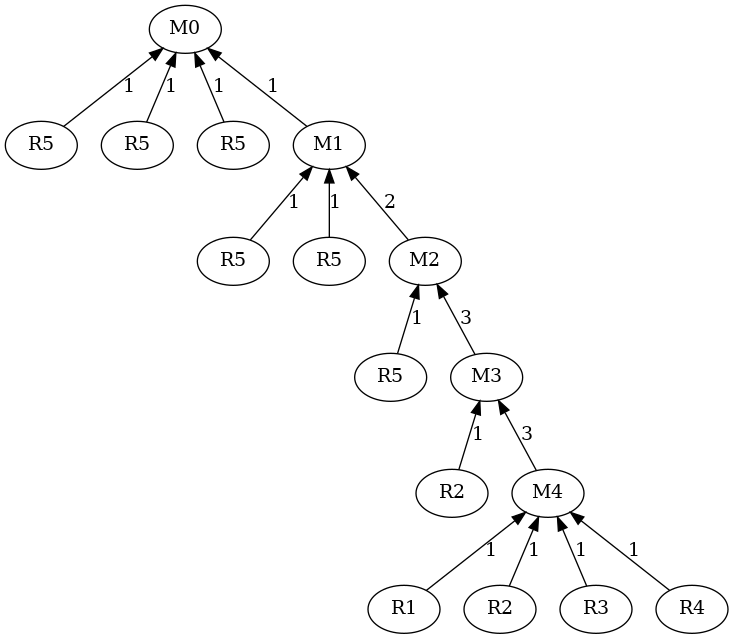 M0
1 1 1 1
R5 R5 R5 M1
1 1 2
R5 R5 M2
1 3
R5 M3
1 3
R2 M4
1 1 1 1
R1 R2 R3 R4